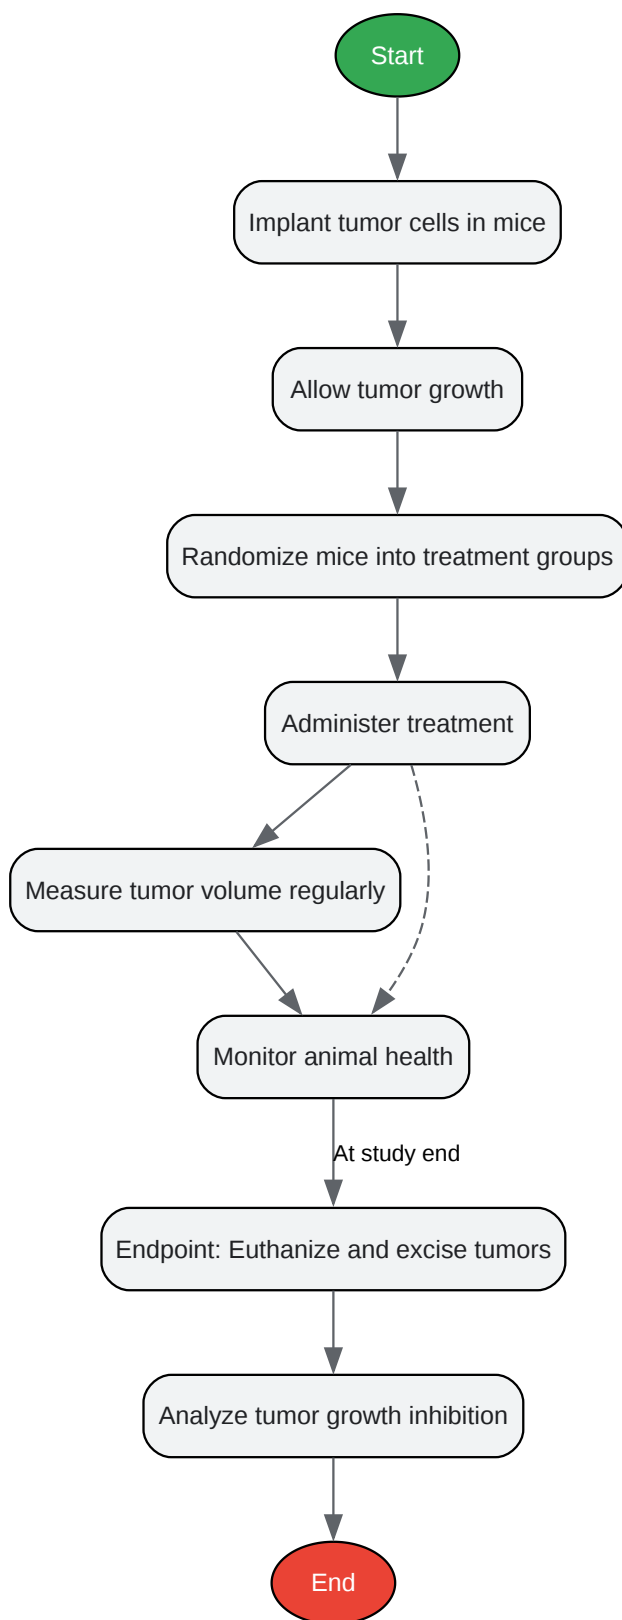 Start
Implant tumor cells in mice
Allow tumor growth
Randomize mice into treatment groups
Administer treatment
Measure tumor volume regularly
Monitor animal health
At study end
Endpoint: Euthanize and excise tumors
Analyze tumor growth inhibition
End